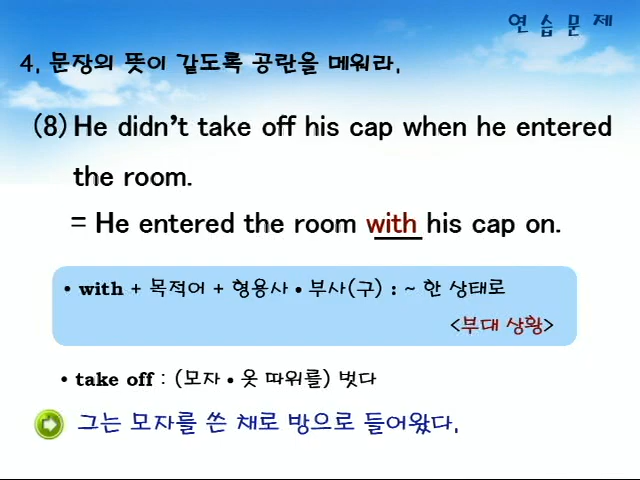 연습문제
4. 문장의 뜻이 같도록 공란을 메워라.
(8) He didn't take off his cap when he entered
the room.
= He entered the room with his cap on.
• with + 목적어 + 형용사 • 부사(구) : ~ 한 상태로
<부대 상황>
• take off : (모자 • 옷 따위를) 벗다
그는 모자를 쓴 채로 방으로 들어왔다.